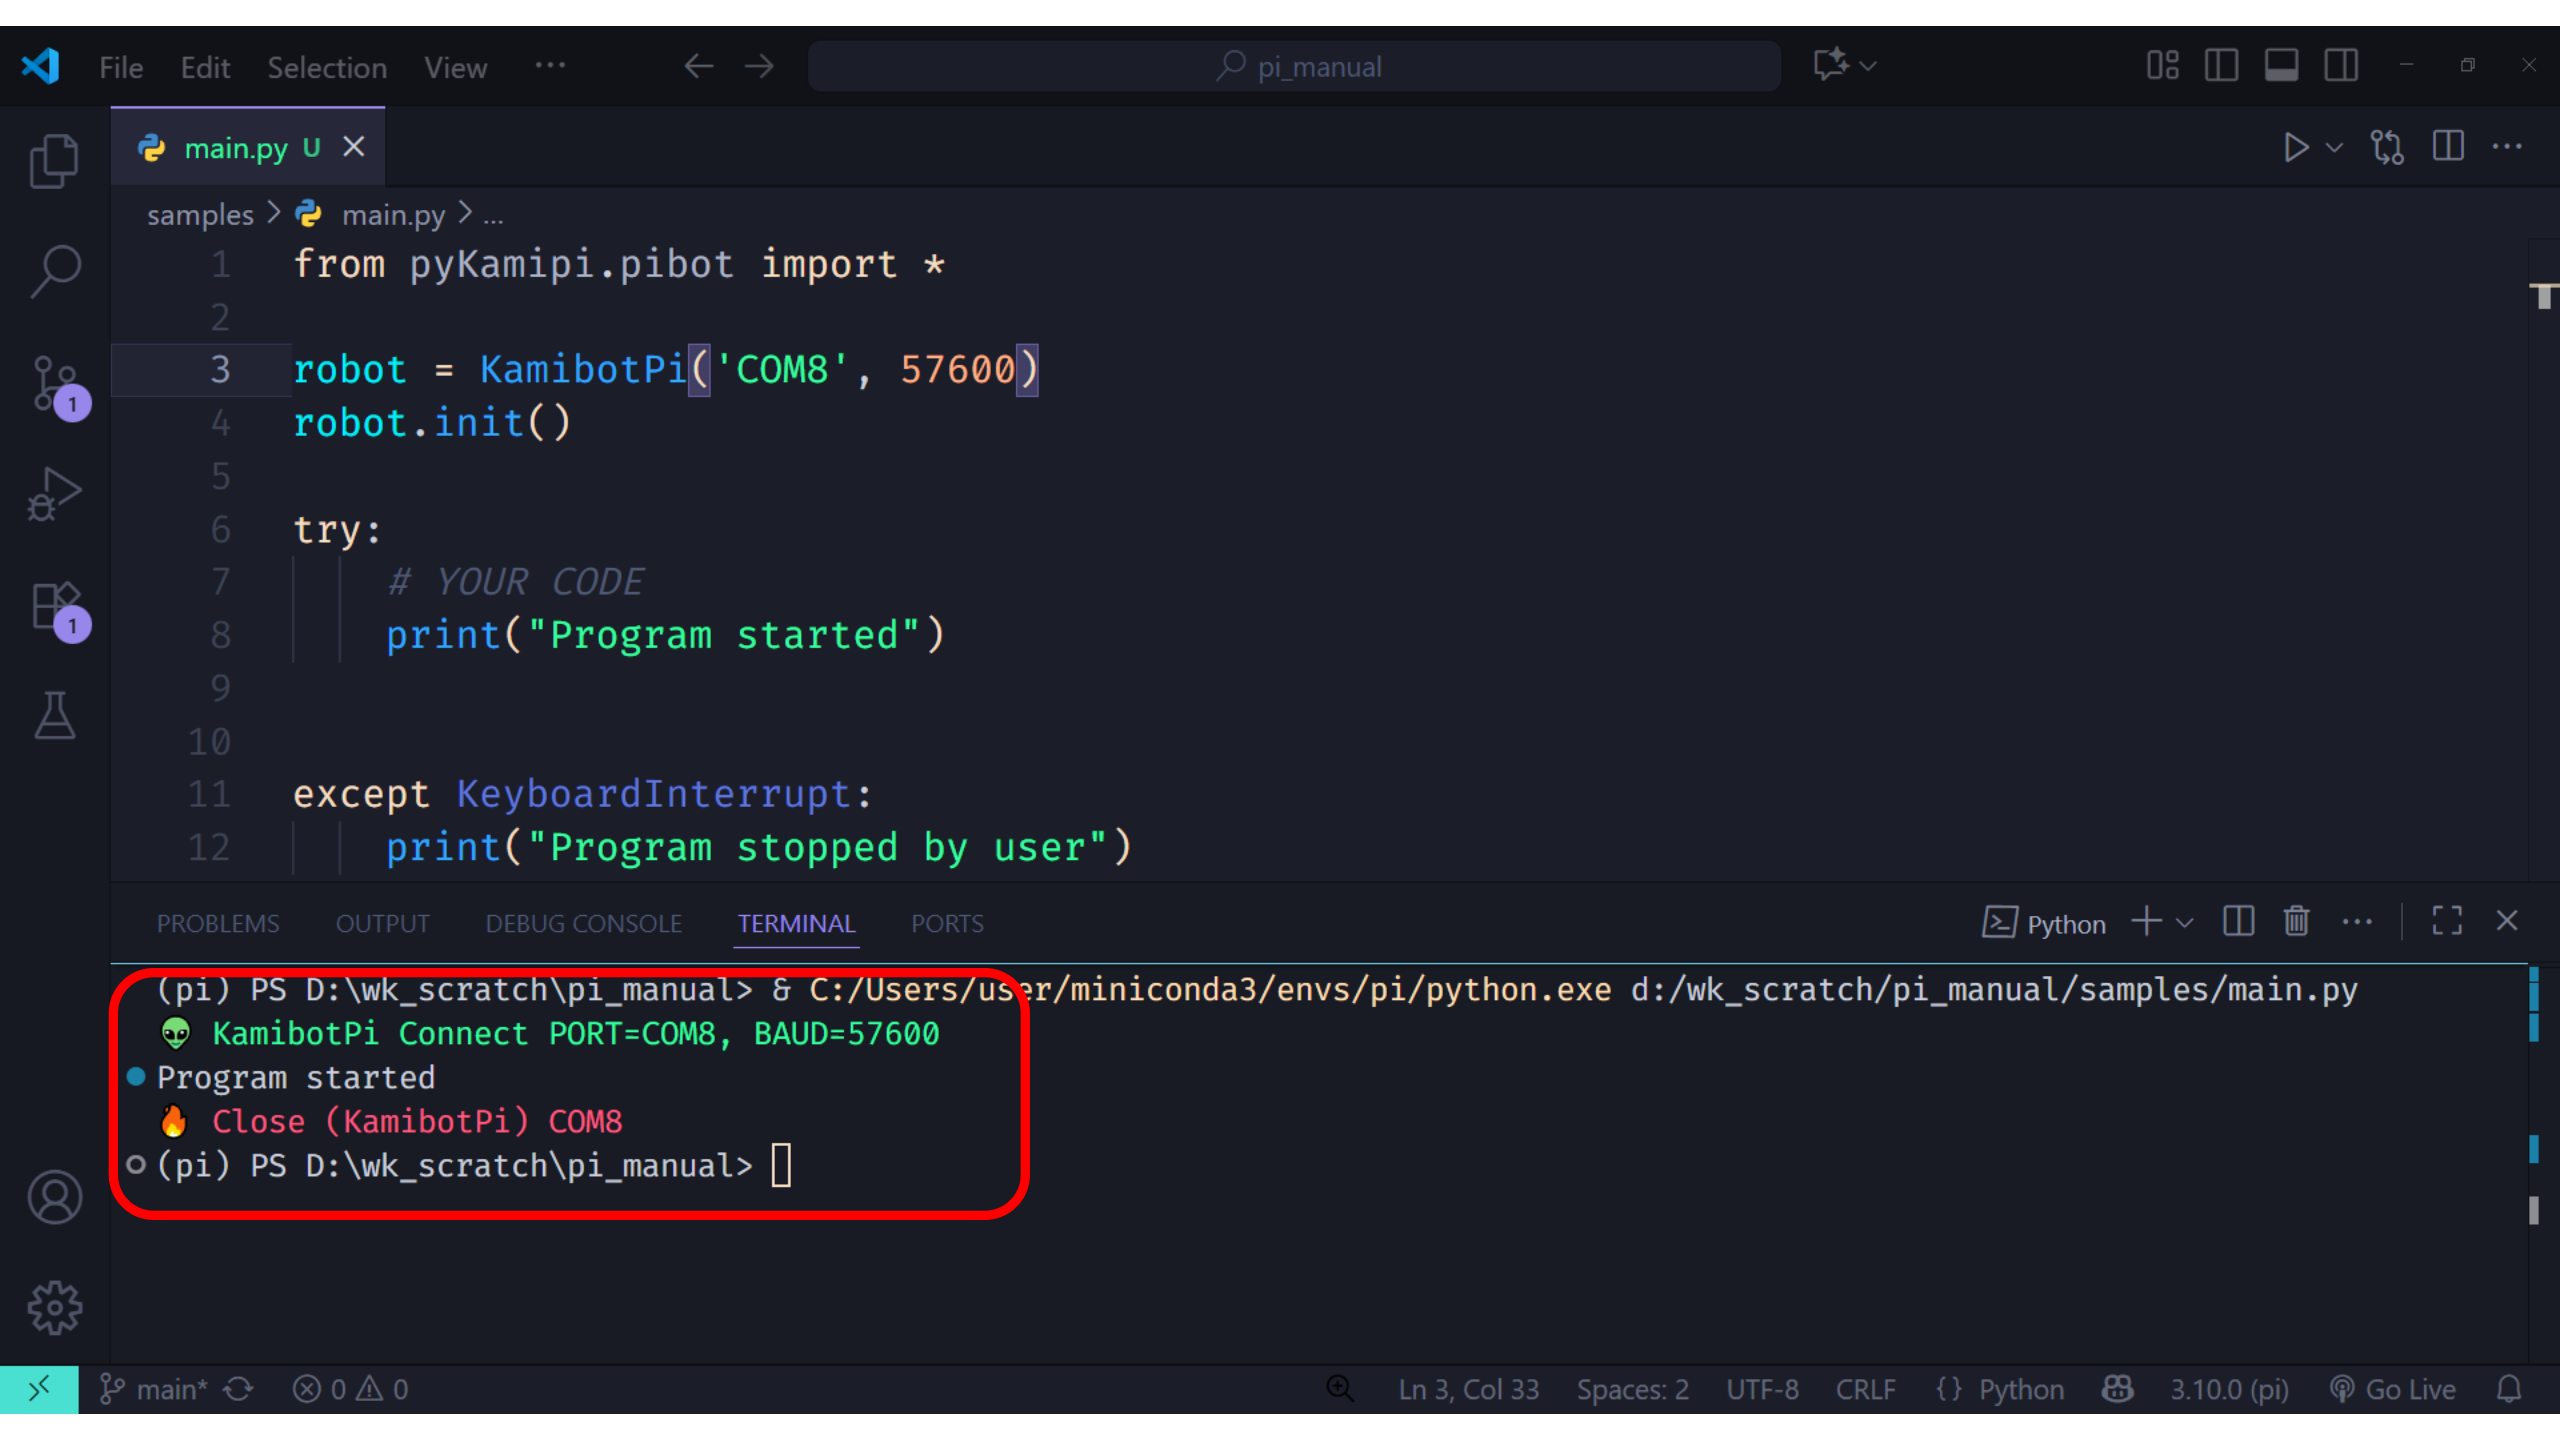 File Edit Selection View ... pi_manual
main.py U
samples > main.py > ...
1 from pyKamipi.pibot import *
2
3 robot = KamibotPi('COM8', 57600)
4 robot.init()
5
6 try:
7 # YOUR CODE
8 print("Program started")
9
10
11 except KeyboardInterrupt:
12 print("Program stopped by user")
PROBLEMS OUTPUT DEBUG CONSOLE TERMINAL PORTS Python
(pi) PS D:\wk_scratch\pi_manual> & C:/Users/user/miniconda3/envs/pi/python.exe d:/wk_scratch/pi_manual/samples/main.py
👽 KamibotPi Connect PORT=COM8, BAUD=57600
Program started
🔥 Close (KamibotPi) COM8
(pi) PS D:\wk_scratch\pi_manual>
1
1
main* 0 0 Ln 3, Col 33 Spaces: 2 UTF-8 CRLF {} Python 3.10.0 (pi) Go Live